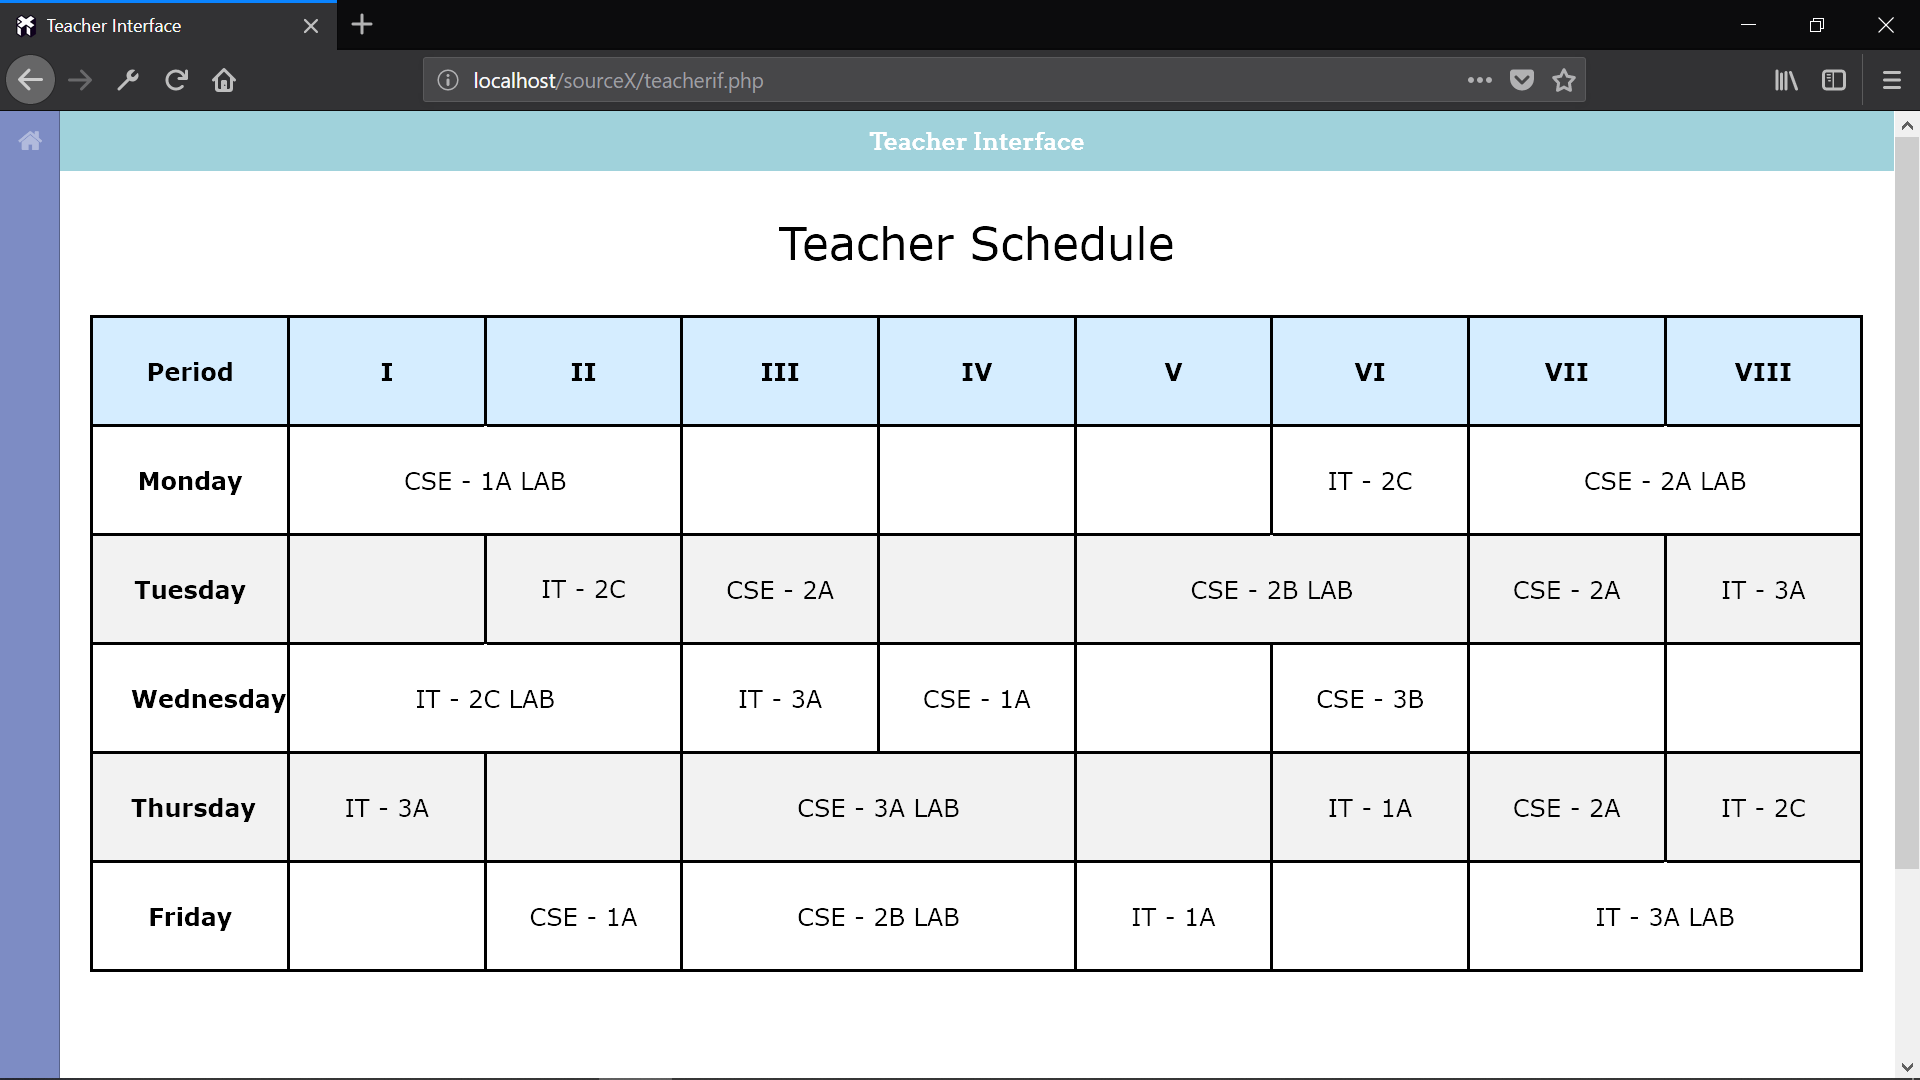 Teacher Interface
localhost/sourceX/teacherif.php
Teacher Interface
Teacher Schedule
Period I II III IV V VI VII VIII
Monday CSE - 1A LAB IT - 2C CSE - 2A LAB
Tuesday IT - 2C CSE - 2A CSE - 2B LAB CSE - 2A IT - 3A
Wednesday IT - 2C LAB IT - 3A CSE - 1A CSE - 3B
Thursday IT - 3A CSE - 3A LAB IT - 1A CSE - 2A IT - 2C
Friday CSE - 1A CSE - 2B LAB IT - 1A IT - 3A LAB